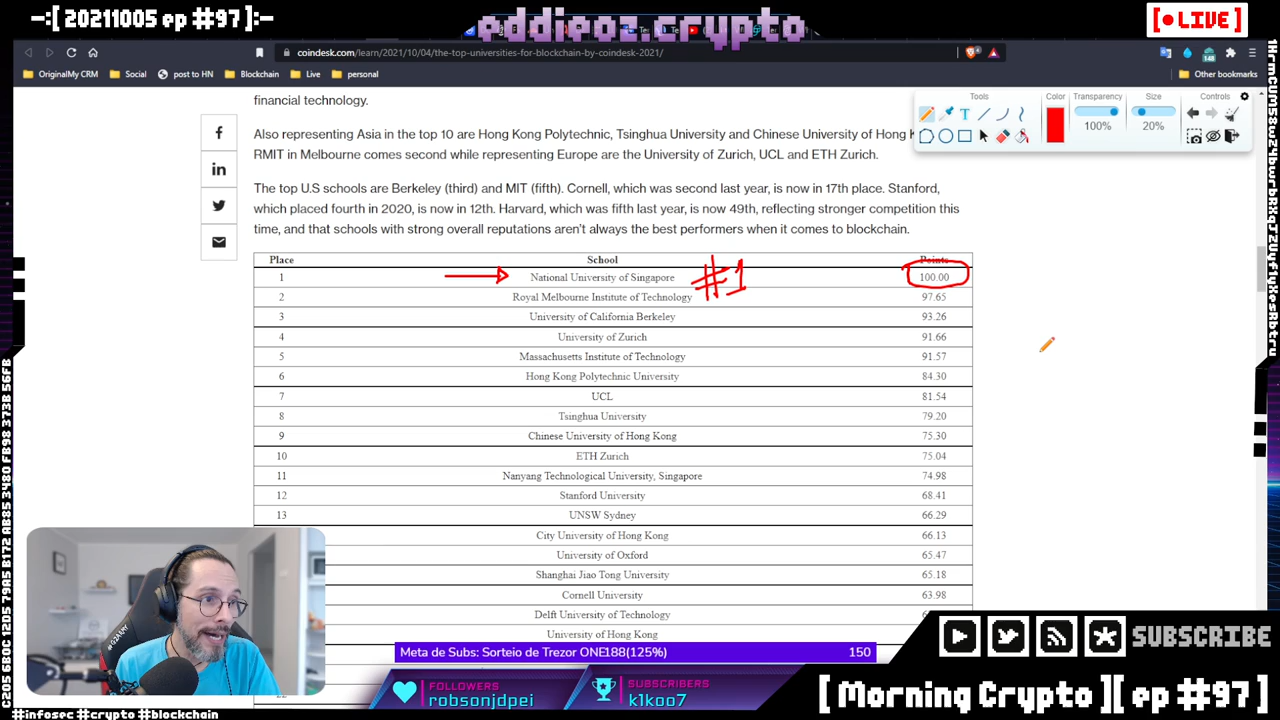 -:[ 20211005 ep #97 ]:-
eddieoz crypto
[● LIVE]
coindesk.com/learn/2021/10/04/the-top-universities-for-blockchain-by-coindesk-2021/
148
OriginalMy CRM
Social
post to HN
Blockchain
Live
personal
Other bookmarks
Tools
Color
Transparency
Size
Controls
100%
20%
financial technology.
Also representing Asia in the top 10 are Hong Kong Polytechnic, Tsinghua University and Chinese University of Hong K
RMIT in Melbourne comes second while representing Europe are the University of Zurich, UCL and ETH Zurich.
The top U.S schools are Berkeley (third) and MIT (fifth). Cornell, which was second last year, is now in 17th place. Stanford,
which placed fourth in 2020, is now in 12th. Harvard, which was fifth last year, is now 49th, reflecting stronger competition this
time, and that schools with strong overall reputations aren't always the best performers when it comes to blockchain.
Place School Points
1 National University of Singapore #1 100.00
2 Royal Melbourne Institute of Technology 97.65
3 University of California Berkeley 93.26
4 University of Zurich 91.66
5 Massachusetts Institute of Technology 91.57
6 Hong Kong Polytechnic University 84.30
7 UCL 81.54
8 Tsinghua University 79.20
9 Chinese University of Hong Kong 75.30
10 ETH Zurich 75.04
11 Nanyang Technological University, Singapore 74.98
12 Stanford University 68.41
13 UNSW Sydney 66.29
City University of Hong Kong 66.13
University of Oxford 65.47
Shanghai Jiao Tong University 65.18
Cornell University 63.98
Delft University of Technology
University of Hong Kong
Meta de Subs: Sorteio de Trezor ONE188(125%) 150
FOLLOWERS
robsonjdpei
SUBSCRIBERS
k1koo7
SUBSCRIBE
[ Morning Crypto ][ ep #97 ]
#infosec #crypto #blockchain